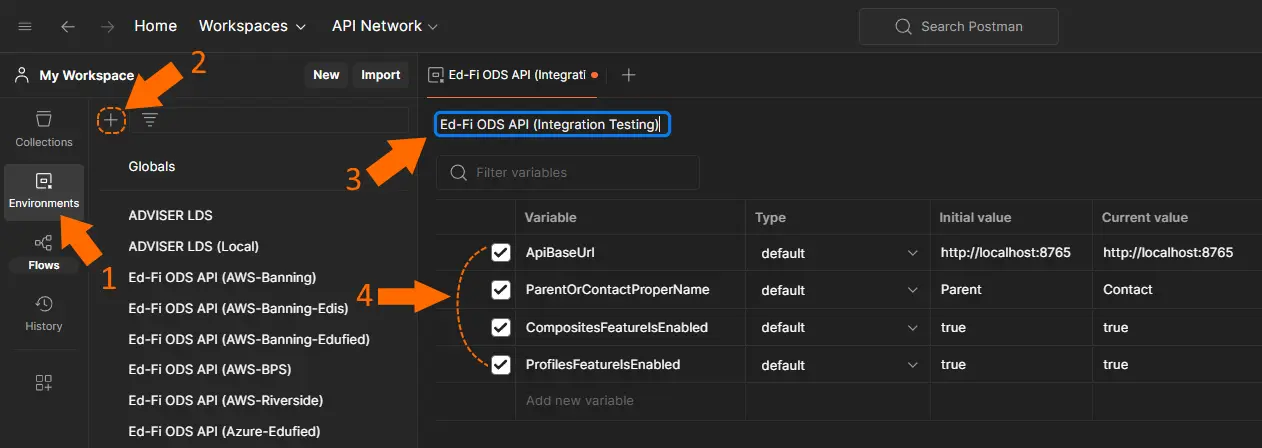 Home Workspaces API Network Search Postman
2
My Workspace New Import
Ed-Fi ODS API (Integrati
Collections
Environments
Flows
History
1
Globals
ADVISER LDS
ADVISER LDS (Local)
Ed-Fi ODS API (AWS-Banning)
Ed-Fi ODS API (AWS-Banning-Edis)
Ed-Fi ODS API (AWS-Banning-Edufied)
Ed-Fi ODS API (AWS-BPS)
Ed-Fi ODS API (AWS-Riverside)
Ed-Fi ODS API (Azure-Edufied)
Ed-Fi ODS API (Integration Testing)
3
Filter variables
Variable Type Initial value Current value
ApiBaseUrl default http://localhost:8765 http://localhost:8765
4
ParentOrContactProperName default Parent Contact
CompositesFeatureIsEnabled default true true
ProfilesFeatureIsEnabled default true true
Add new variable